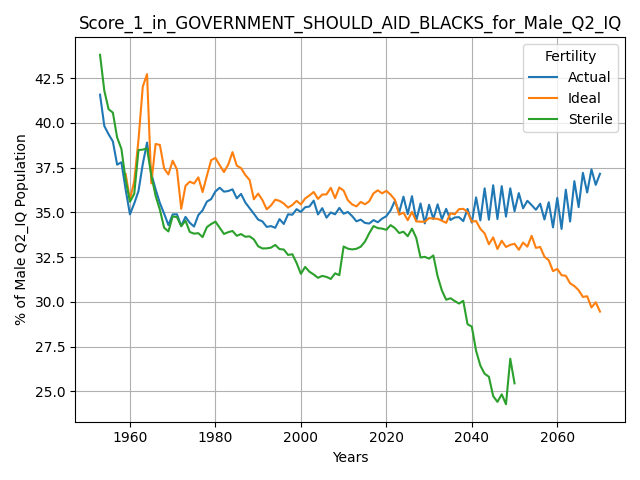 Score_1_in_GOVERNMENT_SHOULD_AID_BLACKS_for_Male_Q2_IQ
Fertility
Actual
Ideal
Sterile
% of Male Q2_IQ Population
42.5
40.0
37.5
35.0
32.5
30.0
27.5
25.0
1960 1980 2000 2020 2040 2060
Years